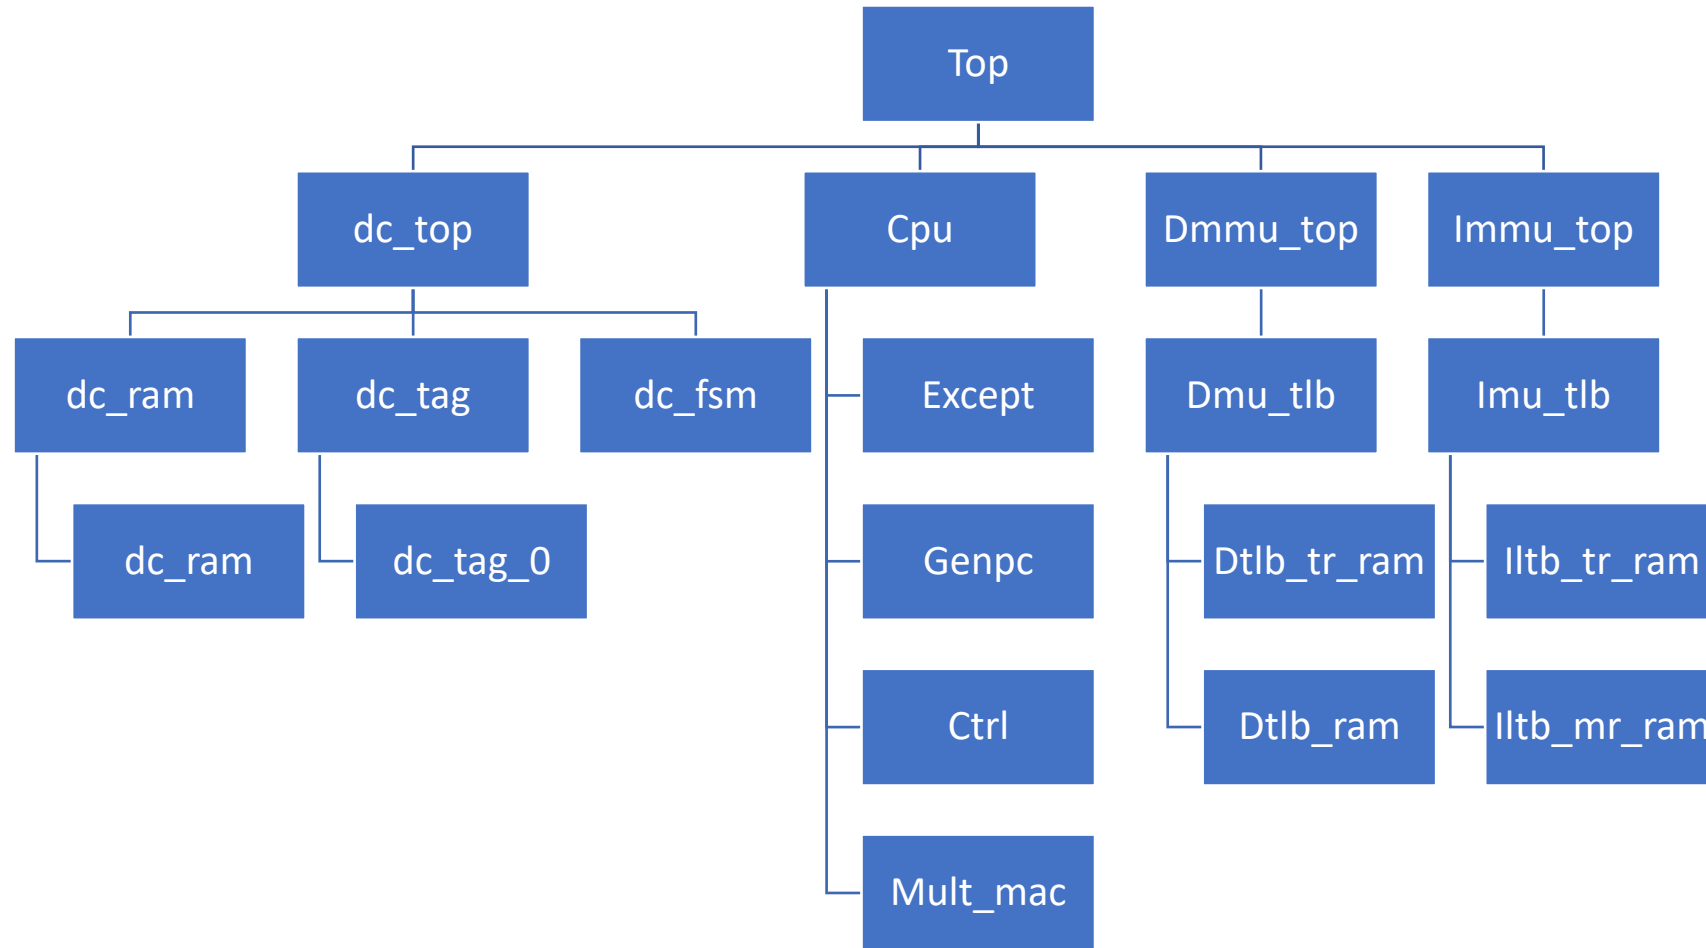 Top
dc_top
Cpu
Dmmu_top
Immu_top
dc_ram
dc_tag
dc_fsm
Except
Dmu_tlb
Imu_tlb
dc_ram
dc_tag_0
Genpc
Dtlb_tr_ram
Iltb_tr_ram
Ctrl
Dtlb_ram
Iltb_mr_ram
Mult_mac